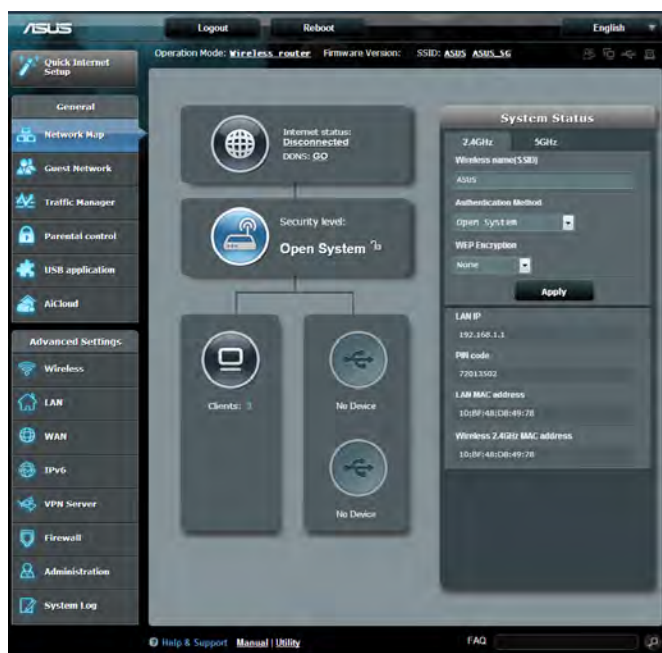 ASUS
Logout
Reboot
English
Operation Mode: Wireless router Firmware Version: SSID: ASUS ASUS_5G
Quick Internet
Setup
General
Network Map
Guest Network
Traffic Manager
Parental control
USB application
AiCloud
Advanced Settings
Wireless
LAN
WAN
IPv6
VPN Server
Firewall
Administration
System Log
Internet status:
Disconnected
DDNS: GO
Security level:
Open System
Clients: 3
No Device
No Device
System Status
2.4GHz
5GHz
Wireless name(SSID)
ASUS
Authentication Method
Open System
WEP Encryption
None
Apply
LAN IP
192.168.1.1
PIN code
72013502
LAN MAC address
10:BF:48:D8:49:78
Wireless 2.4GHz MAC address
10:BF:48:D8:49:78
Help & Support Manual | Utility
FAQ